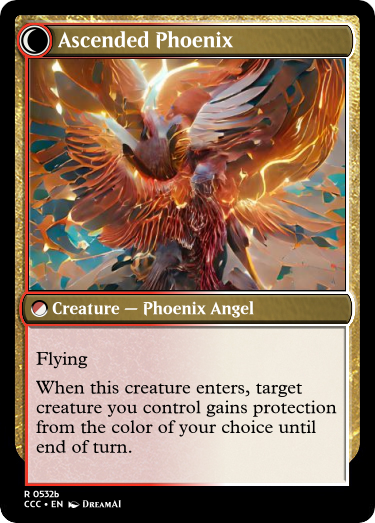 Ascended Phoenix
Creature — Phoenix Angel
Flying
When this creature enters, target
creature you control gains protection
from the color of your choice until
end of turn.
R 0532b
CCC • EN DreamAI